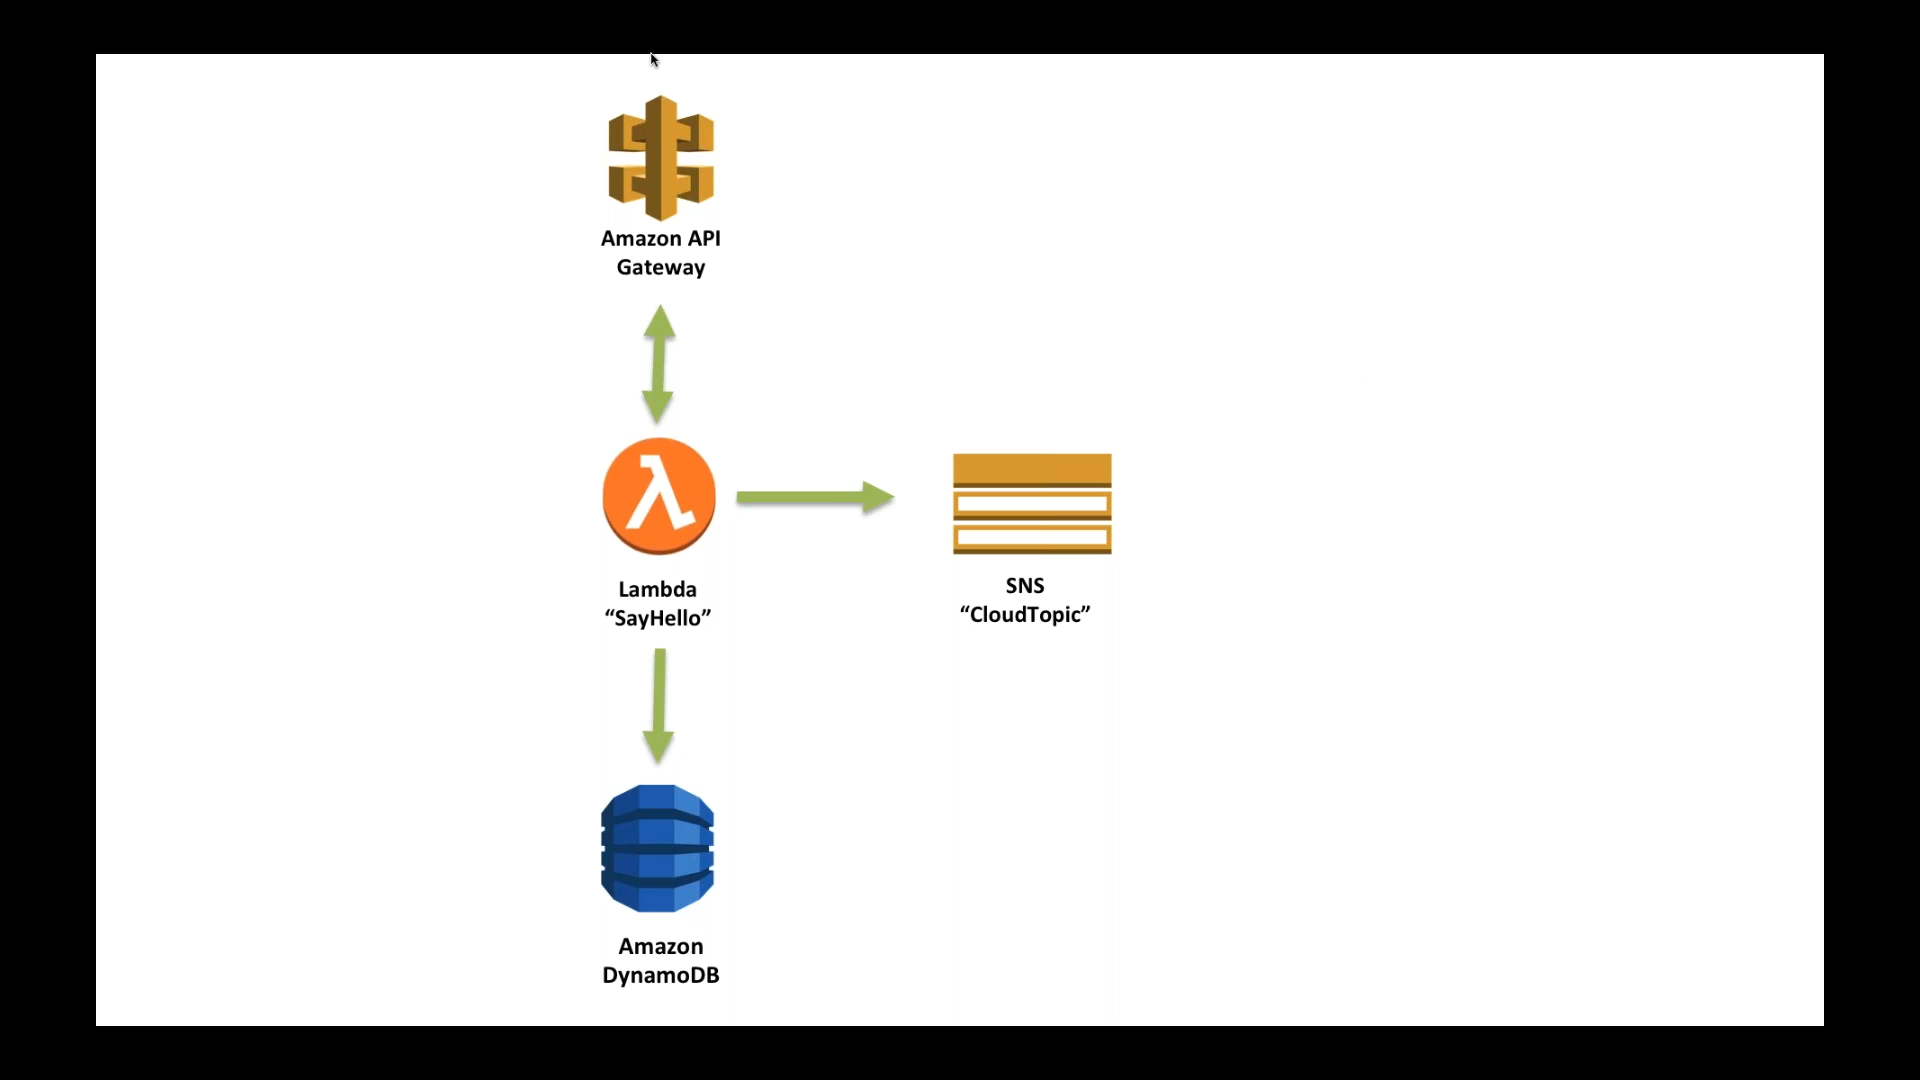 Amazon API
Gateway
λ
Lambda
“SayHello”
SNS
“CloudTopic”
Amazon
DynamoDB